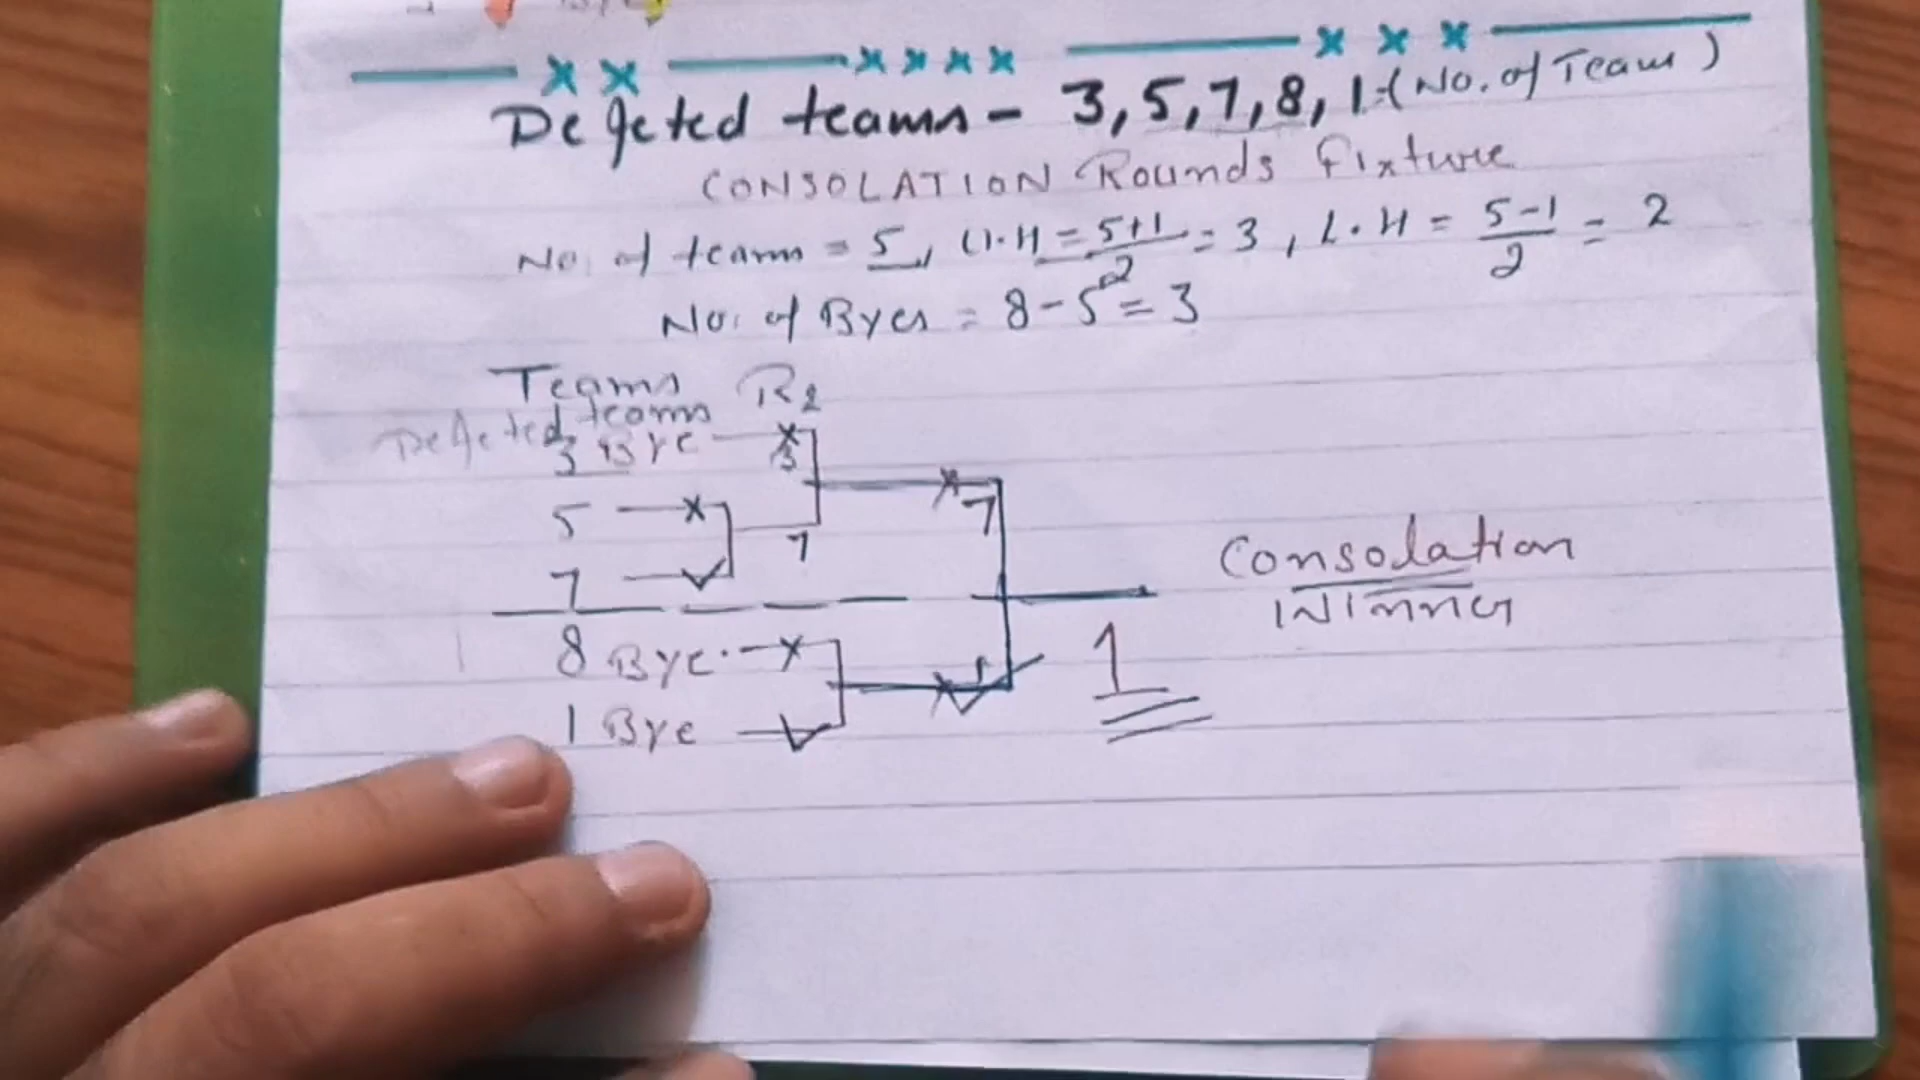 Defeted teams - 3, 5, 7, 8, 1 :- (No. of Team)
CONSOLATION Rounds Fixture
No. of teams = 5, U.H = 5+1/2 = 3, L.H = 5-1/2 = 2
No. of Byes = 8-5 = 3
Teams R2
Defeted teams
3 Bye × 3
5 ×
7 ✓ 7
7
8 Bye ×
1 Bye ✓
Consolation
Winner
1